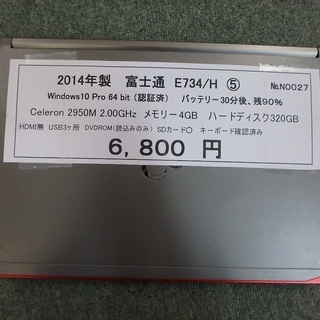 2014年製 富士通 E734/H ⑤ №N0027
Windows10 Pro 64 bit (認証済) バッテリー30分後、残90%
Celeron 2950M 2.00GHz メモリー4GB ハードディスク320GB
HDMI無 USB3ヶ所 DVDROM(読込みのみ) SDカード〇 キーボード確認済み
6,800 円